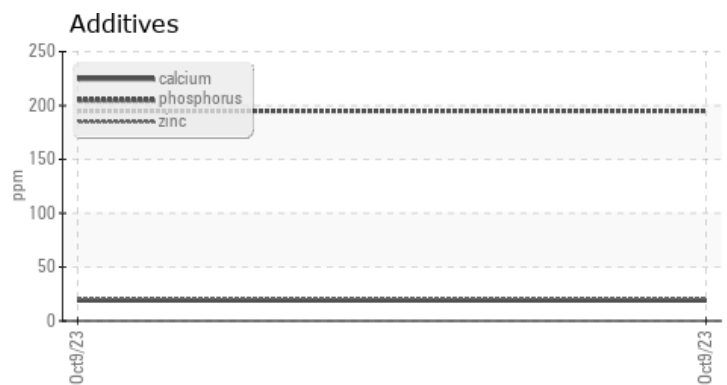 Additives
250
200
150
100
50
0
ppm
calcium
phosphorus
zinc
Oct9/23
Oct9/23